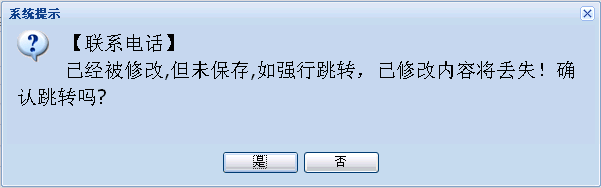 系统提示
【联系电话】
已经被修改,但未保存,如强行跳转，已修改内容将丢失！确
认跳转吗?
是 否